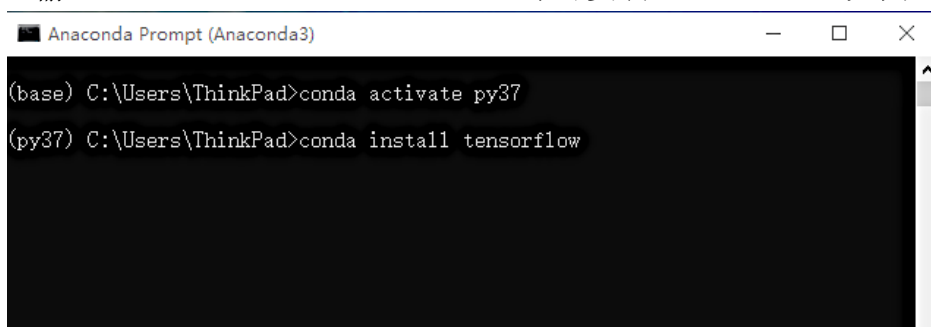 Anaconda Prompt (Anaconda3)
(base) C:\Users\ThinkPad>conda activate py37
(py37) C:\Users\ThinkPad>conda install tensorflow